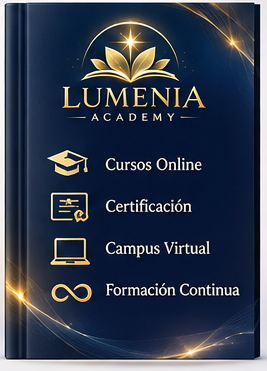 LUMENIA
ACADEMY
Cursos Online
Certificación
Campus Virtual
Formación Continua